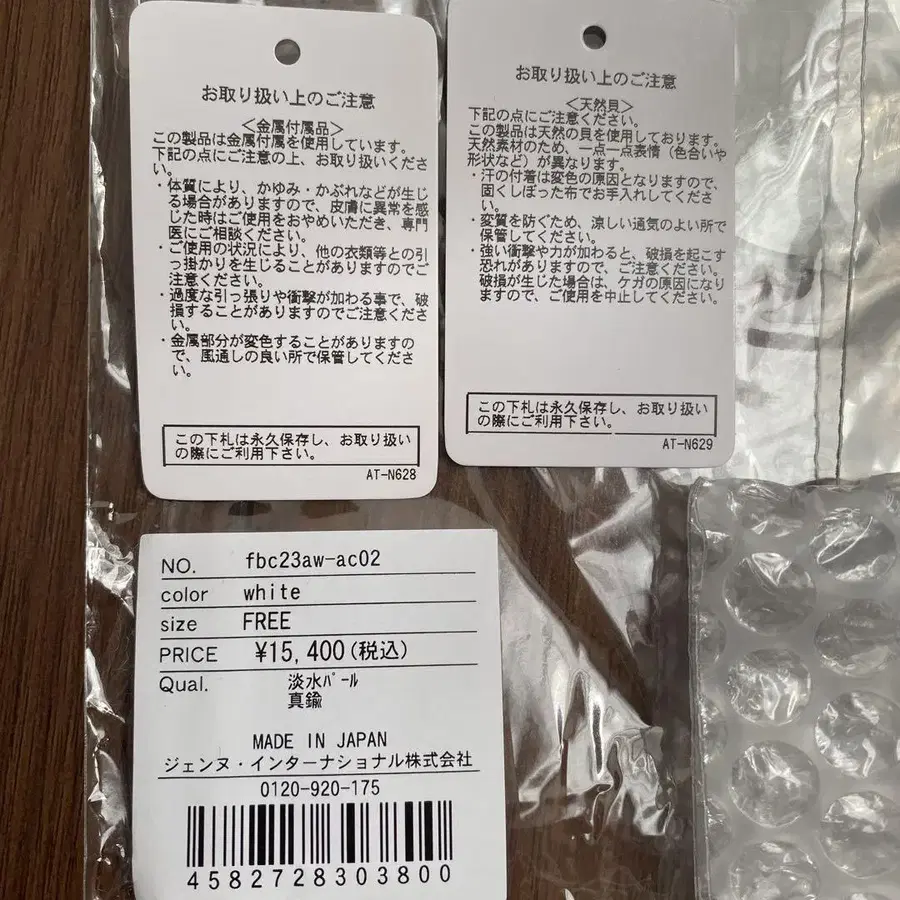 お取り扱い上のご注意
＜金属付属品＞
この製品は金属付属を使用しています。
下記の点にご注意の上、お取り扱いくださ
い。
・体質により、かゆみ・かぶれなどが生じ
る場合がありますので、皮膚に異常を感
じた時はご使用をおやめいただき、専門
医にご相談ください。
・ご使用の状況により、他の衣類等との引
っ掛かりを生じることがありますのでご
注意ください。
・過度な引っ張りや衝撃が加わる事で、破
損することがありますのでご注意くださ
い。
・金属部分が変色することがありますの
で、風通しの良い所で保管してくださ
い。
この下札は永久保存し、お取り扱い
の際にご利用下さい。
AT-N628
お取り扱い上のご注意
＜天然貝＞
下記の点にご注意ください。
この製品は天然の貝を使用しております。
天然素材のため、一点一点表情（色合いや
形状など）が異なります。
・汗の付着は変色の原因となりますので、
固くしぼった布でお手入れしてくださ
い。
・変質を防ぐため、涼しい通気のよい所で
保管してください。
・強い衝撃や力が加わると、破損を起こす
恐れがありますので、ご注意ください。
破損が生じた場合は、ケガの原因になり
ますので、ご使用を中止してください。
この下札は永久保存し、お取り扱い
の際にご利用下さい。
AT-N629
NO. fbc23aw-ac02
color white
size FREE
PRICE ¥15,400(税込)
Qual. 淡水ﾊﾟｰﾙ
真鍮
MADE IN JAPAN
ジェンヌ・インターナショナル株式会社
0120-920-175
4582728303800